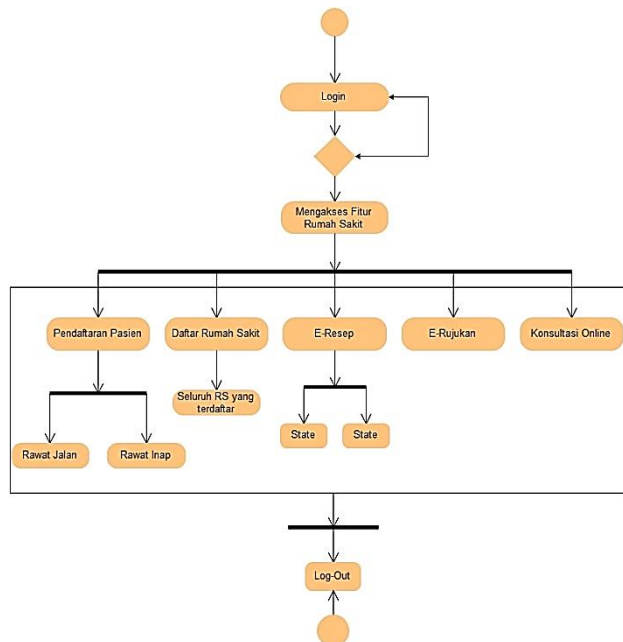 Login
Mengakses Fitur
Rumah Sakit
Pendaftaran Pasien
Daftar Rumah Sakit
E-Resep
E-Rujukan
Konsultasi Online
Seluruh RS yang
terdaftar
State
State
Rawat Jalan
Rawat Inap
Log-Out